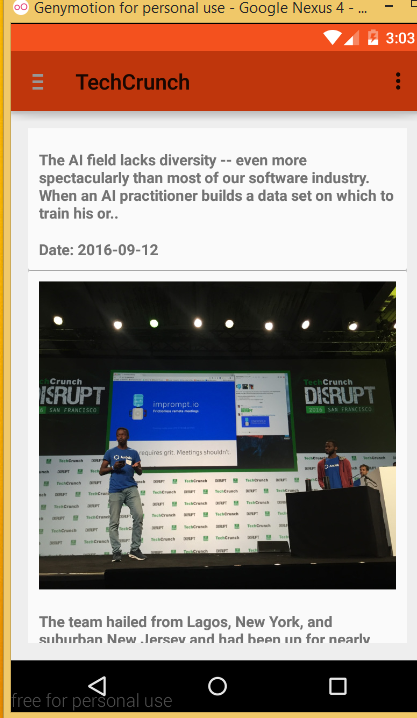 Genymotion for personal use - Google Nexus 4 - ...
3:03
TechCrunch
The AI field lacks diversity -- even more
spectacularly than most of our software industry.
When an AI practitioner builds a data set on which to
train his or..
Date: 2016-09-12
TechCrunch
DISRUPT
SAN FRANCISCO
imprompt.io
requires grit. Meetings shouldn't.
TechCrunch
DISRUPT
SAN FRANCISCO
TechCrunch
DISRUPT
The team hailed from Lagos, New York, and
suburban New Jersey and had been up for nearly
free for personal use